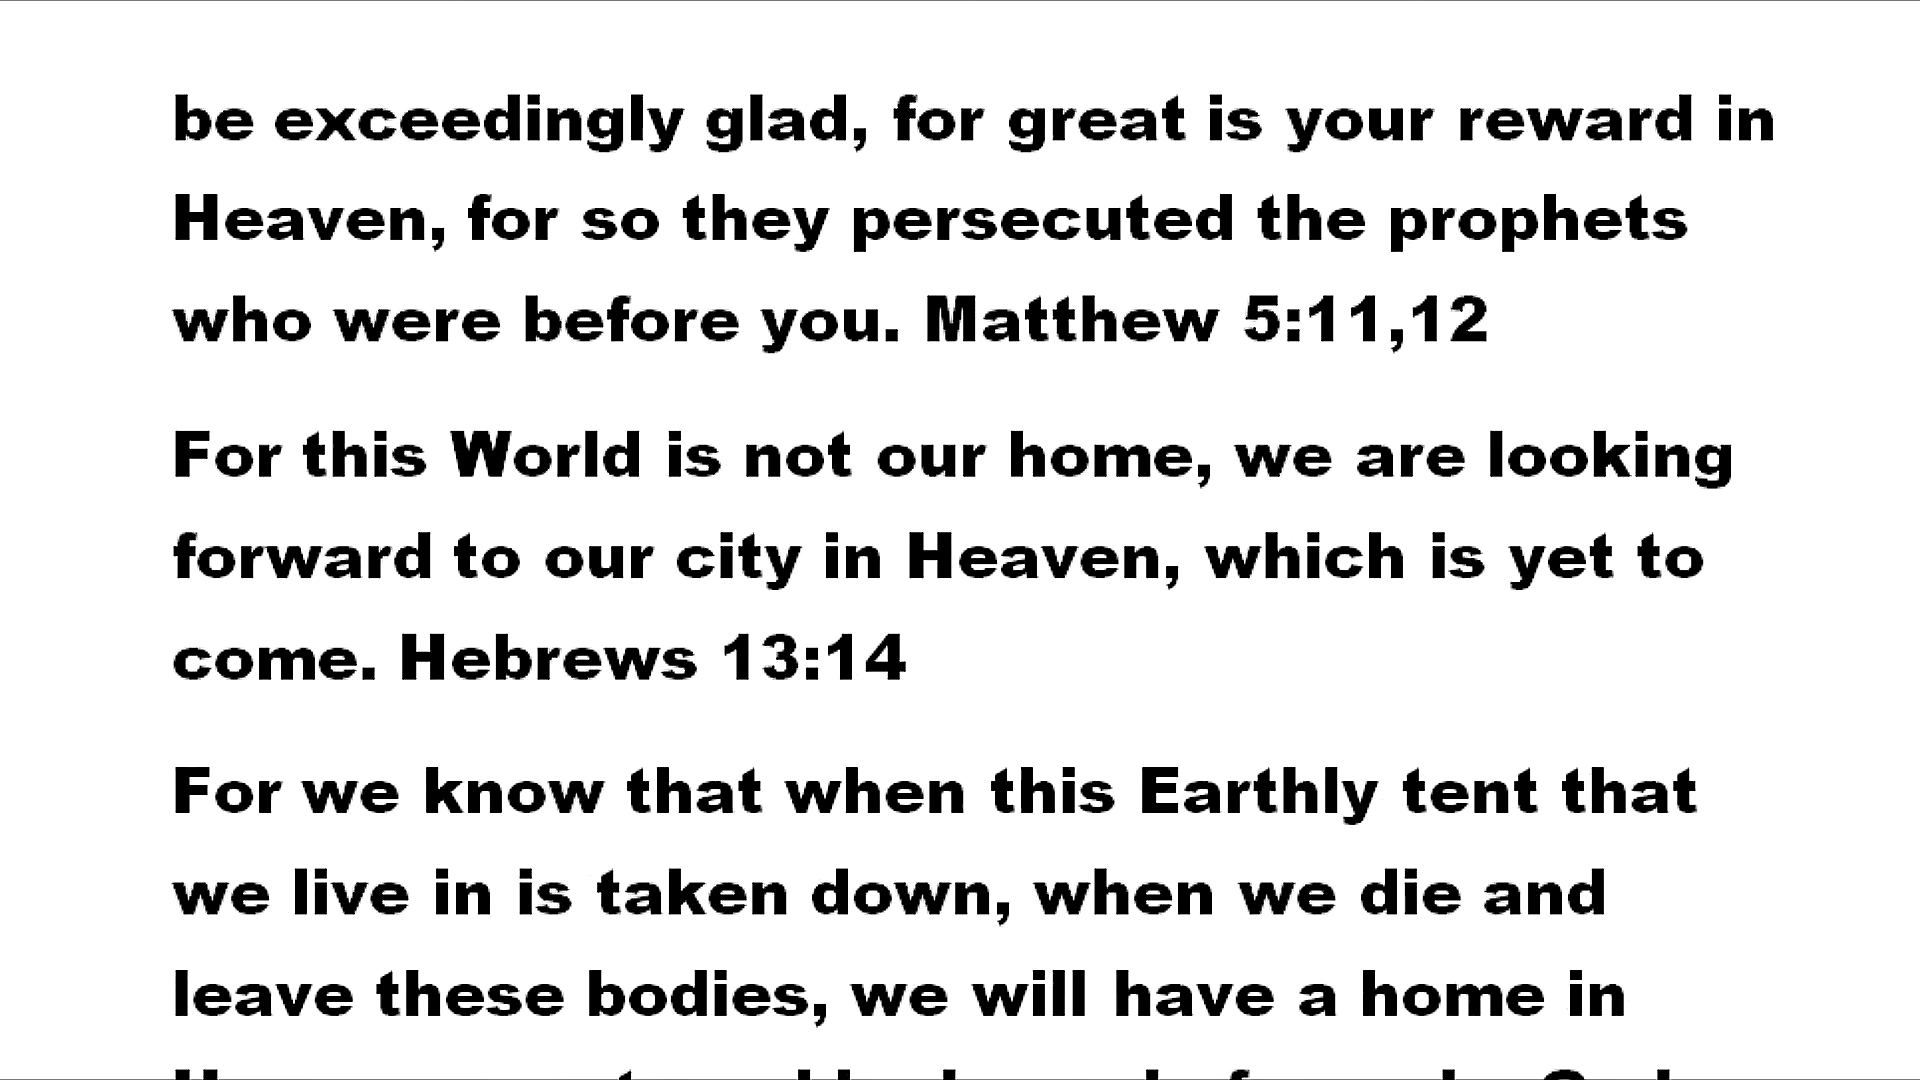 be exceedingly glad, for great is your reward in
Heaven, for so they persecuted the prophets
who were before you. Matthew 5:11,12
For this World is not our home, we are looking
forward to our city in Heaven, which is yet to
come. Hebrews 13:14
For we know that when this Earthly tent that
we live in is taken down, when we die and
leave these bodies, we will have a home in